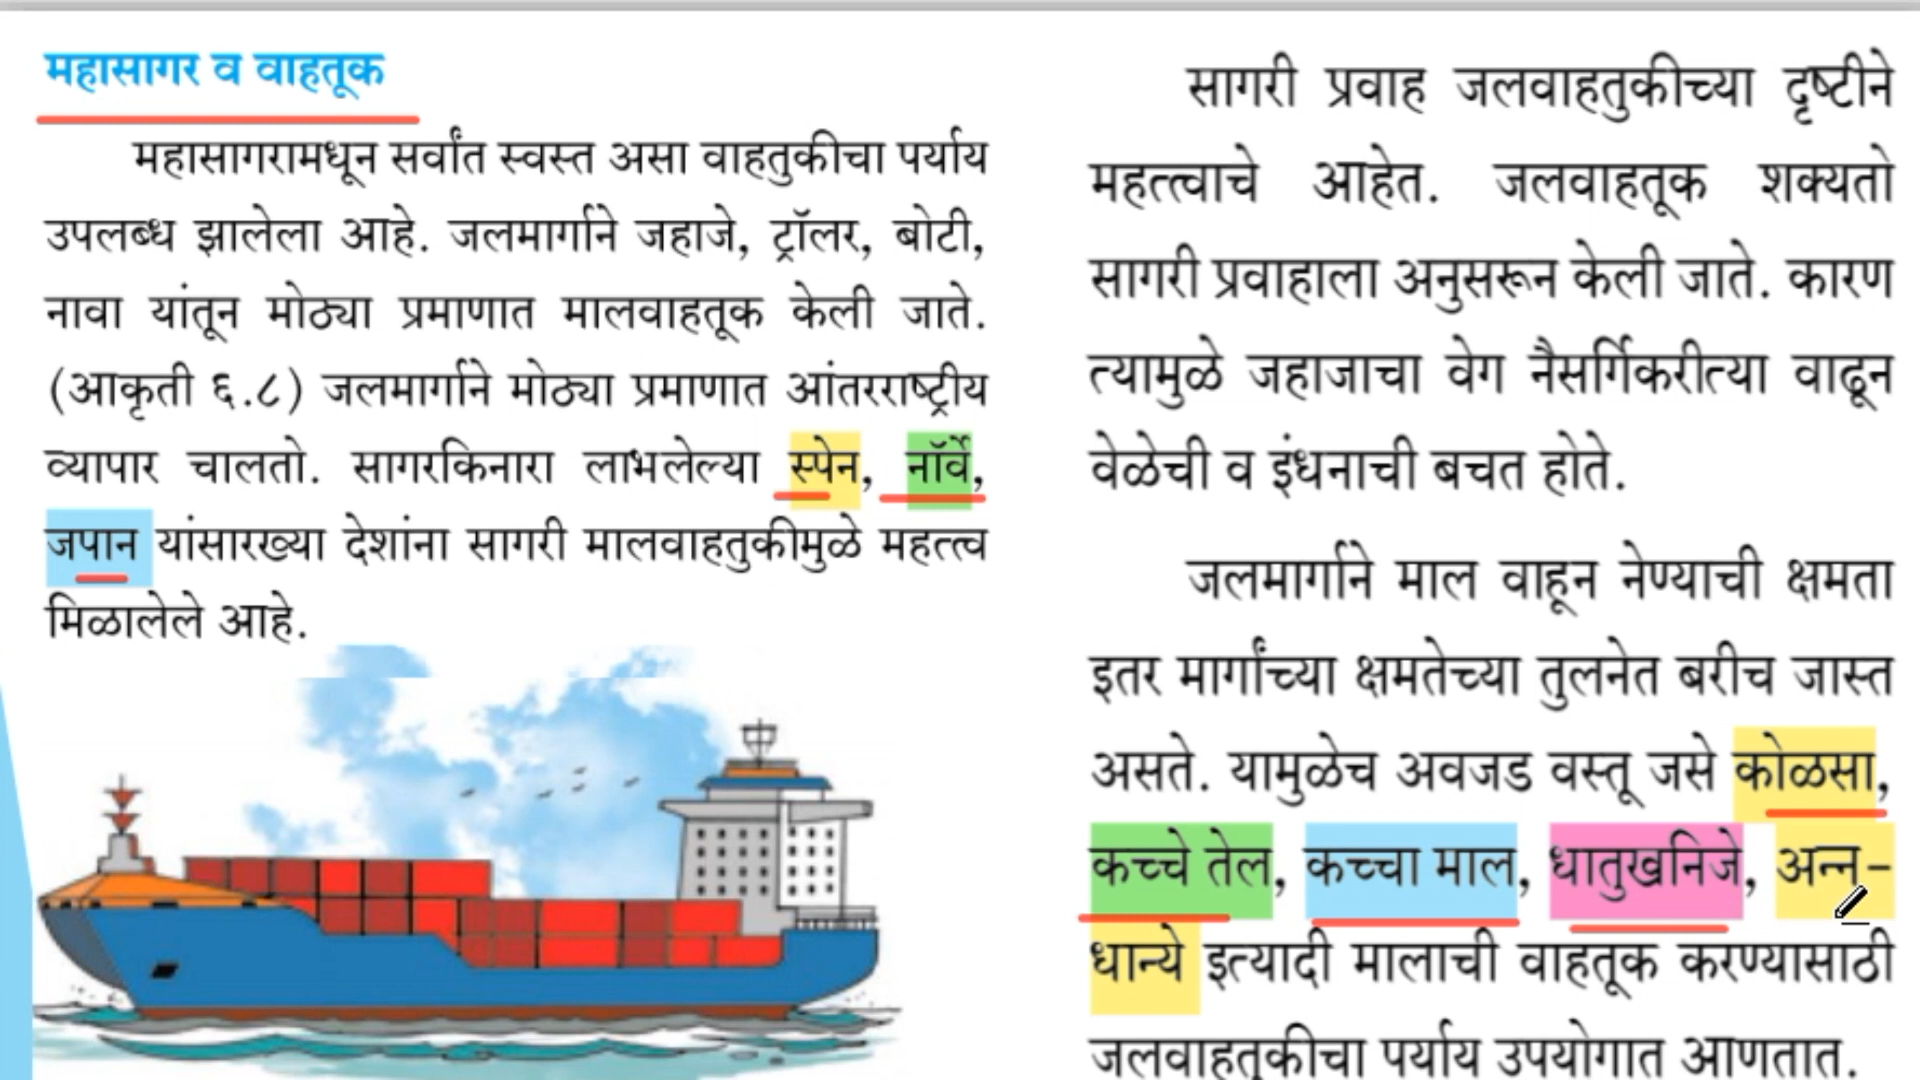 महासागर व वाहतूक
महासागरामधून सर्वांत स्वस्त असा वाहतुकीचा पर्याय
उपलब्ध झालेला आहे. जलमार्गाने जहाजे, ट्रॉलर, बोटी,
नावा यांतून मोठ्या प्रमाणात मालवाहतूक केली जाते.
(आकृती ६.८) जलमार्गाने मोठ्या प्रमाणात आंतरराष्ट्रीय
व्यापार चालतो. सागरकिनारा लाभलेल्या स्पेन, नॉर्वे,
जपान यांसारख्या देशांना सागरी मालवाहतुकीमुळे महत्त्व
मिळालेले आहे.
सागरी प्रवाह जलवाहतुकीच्या दृष्टीने
महत्त्वाचे आहेत. जलवाहतूक शक्यतो
सागरी प्रवाहाला अनुसरून केली जाते. कारण
त्यामुळे जहाजाचा वेग नैसर्गिकरीत्या वाढून
वेळेची व इंधनाची बचत होते.
जलमार्गाने माल वाहून नेण्याची क्षमता
इतर मार्गांच्या क्षमतेच्या तुलनेत बरीच जास्त
असते. यामुळेच अवजड वस्तू जसे कोळसा,
कच्चे तेल, कच्चा माल, धातुखनिजे, अन्न-
धान्ये इत्यादी मालाची वाहतूक करण्यासाठी
जलवाहतुकीचा पर्याय उपयोगात आणतात.